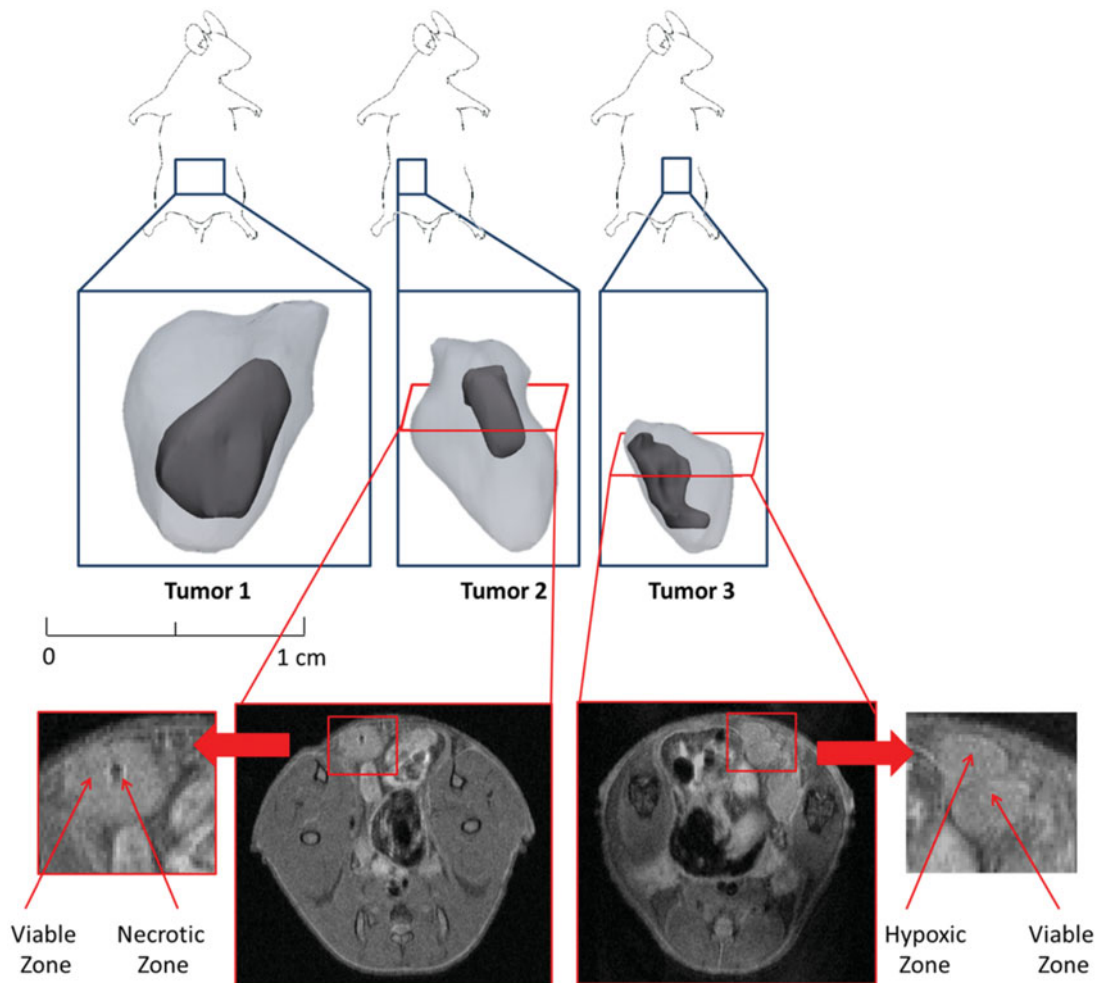 Tumor 1
Tumor 2
Tumor 3
0
1 cm
Viable
Zone
Necrotic
Zone
Hypoxic
Zone
Viable
Zone